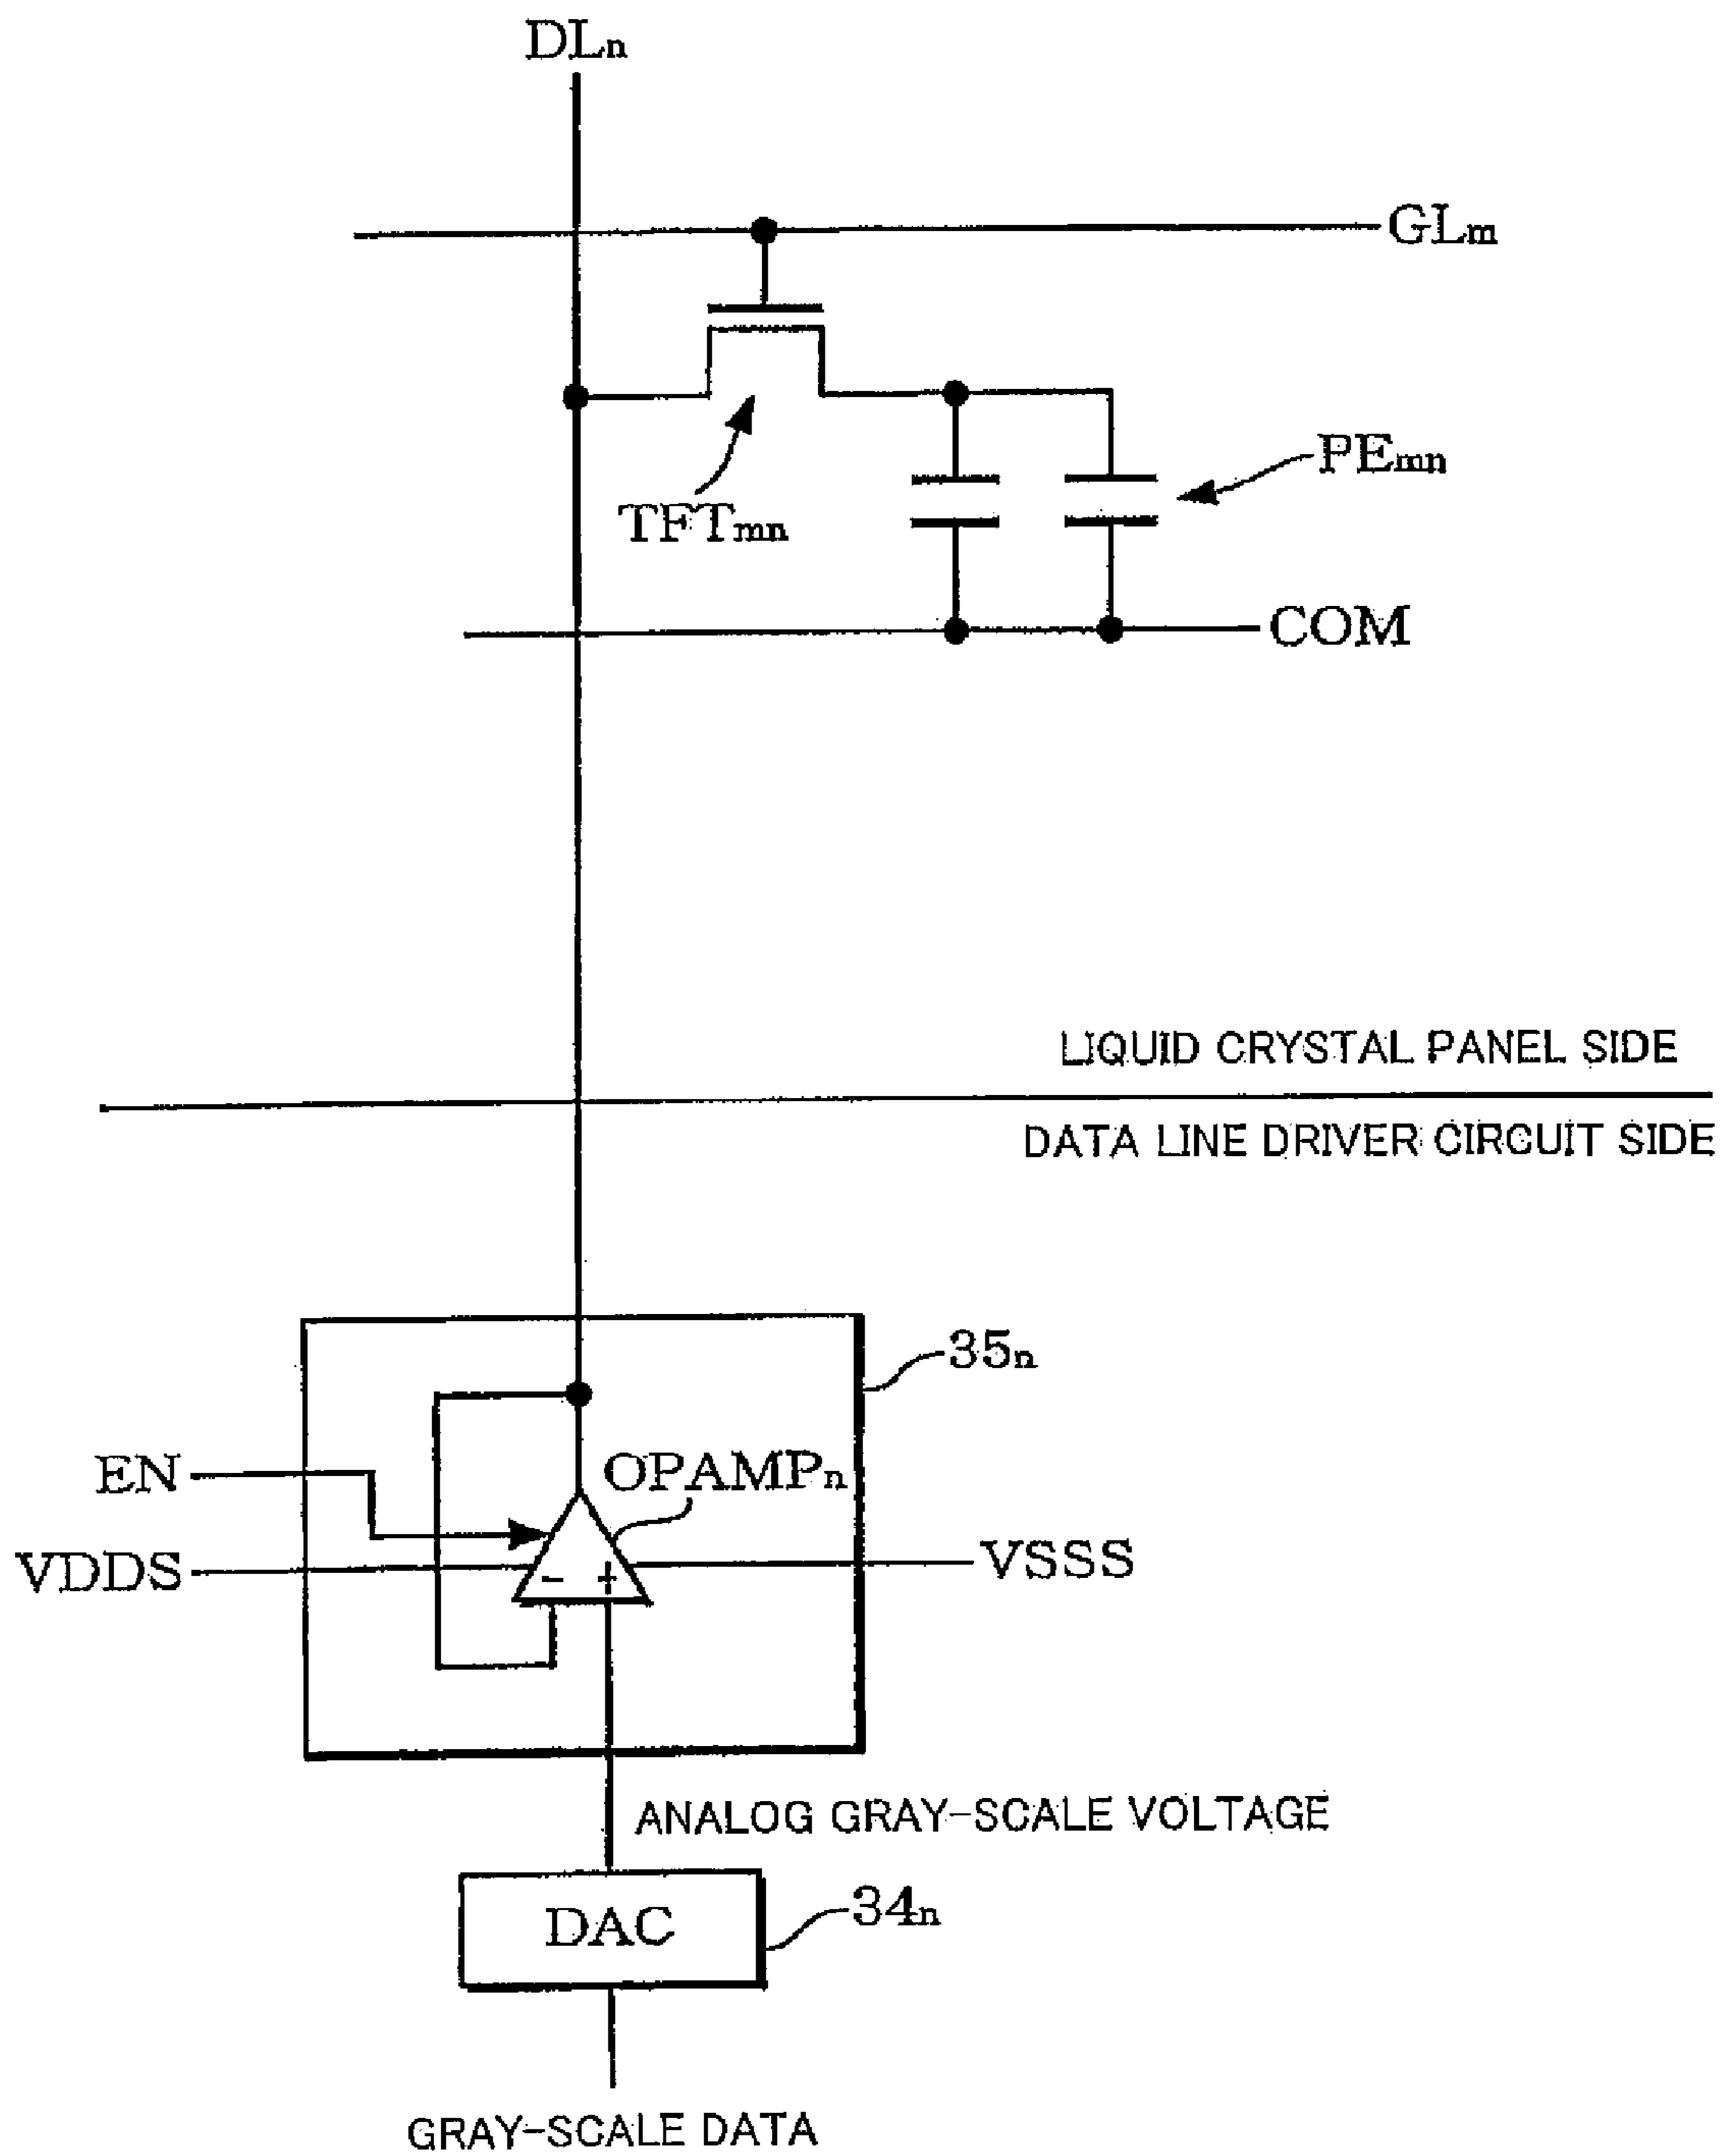 DLn
GLm
PEmn
TFTmn
COM
LIQUID CRYSTAL PANEL SIDE
DATA LINE DRIVER CIRCUIT SIDE
35n
EN
OPAMPn
VDDS
- +
VSSS
ANALOG GRAY-SCALE VOLTAGE
DAC
34n
GRAY-SCALE DATA